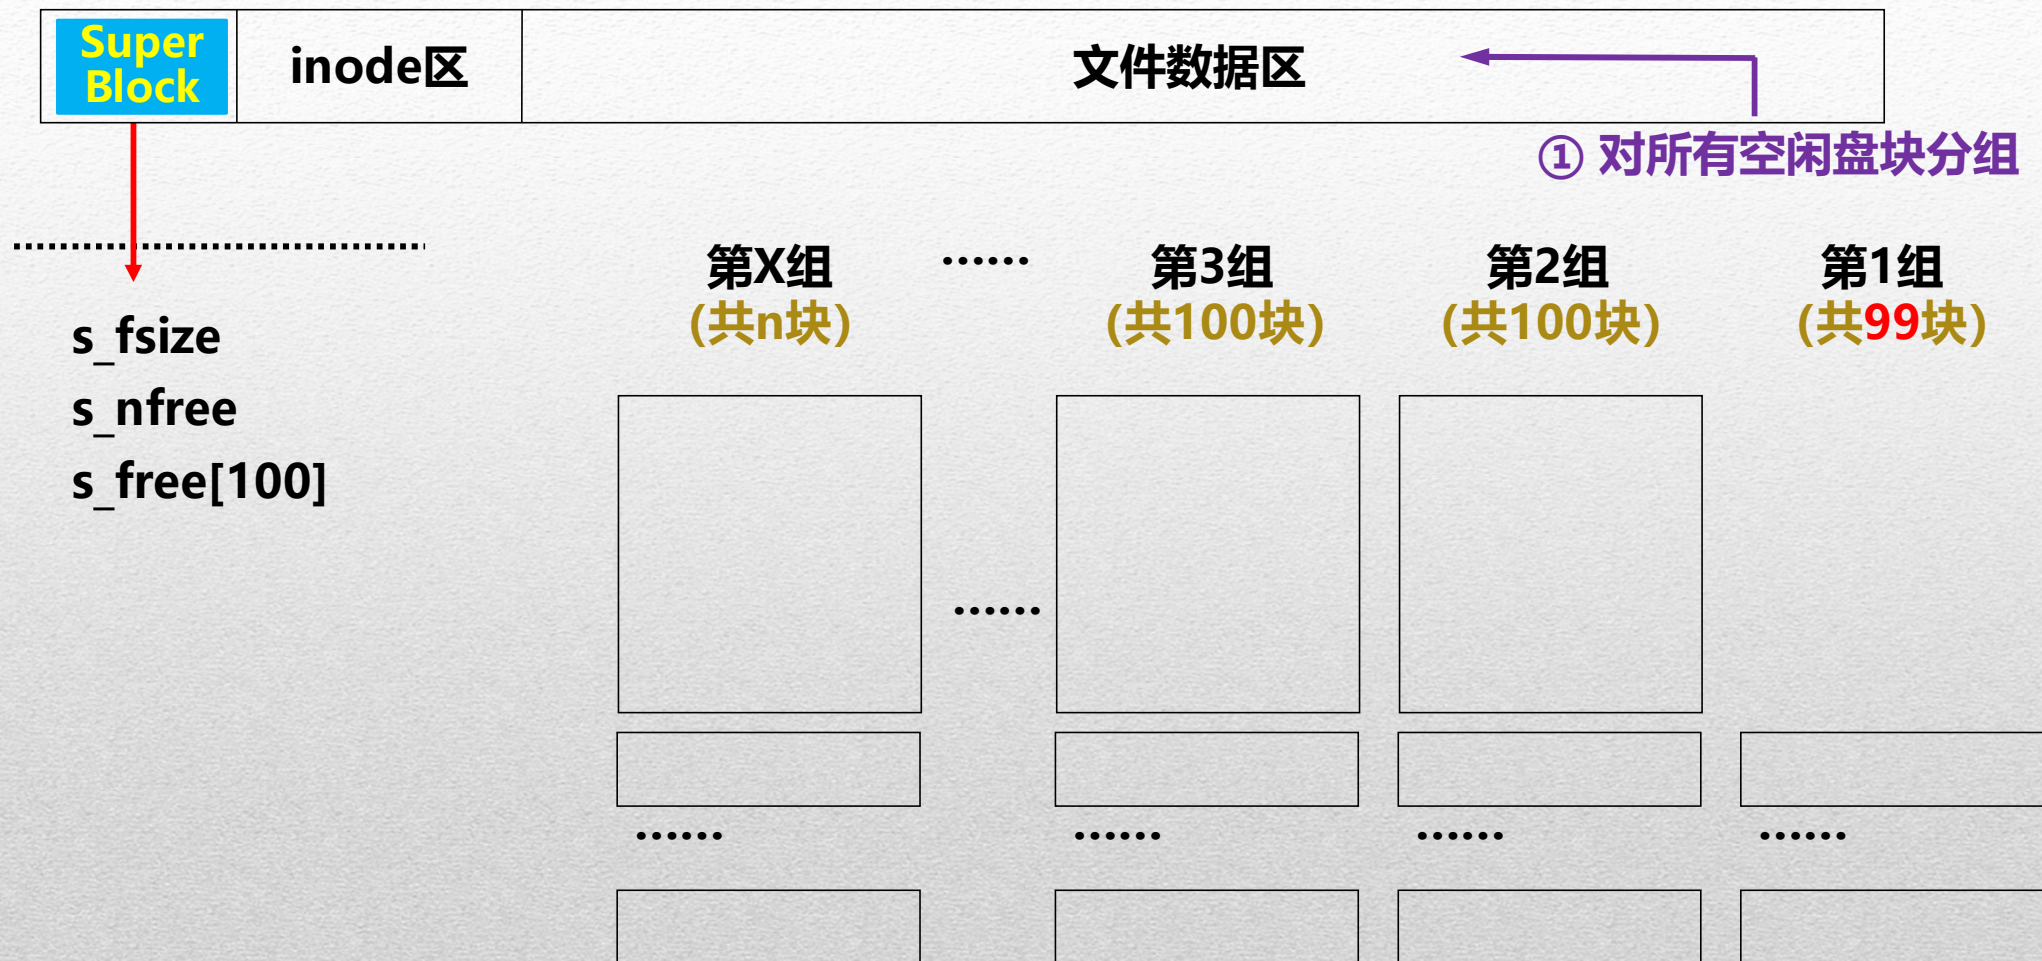 Super
Block
inode区
文件数据区
① 对所有空闲盘块分组
s_fsize
s_nfree
s_free[100]
第X组
(共n块)
······
第3组
(共100块)
第2组
(共100块)
第1组
(共99块)
······
······
······
······
······